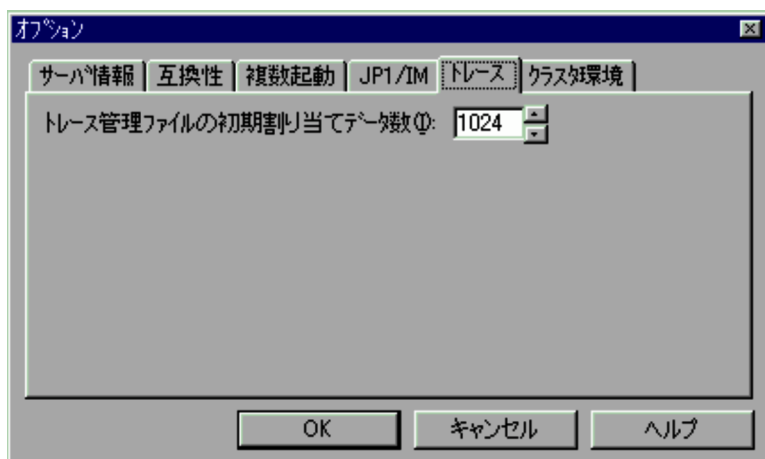 オプション
サーバ情報 互換性 複数起動 JP1/IM トレース クラスタ環境
トレース管理ファイルの初期割り当てデータ数(I): 1024
OK キャンセル ヘルプ